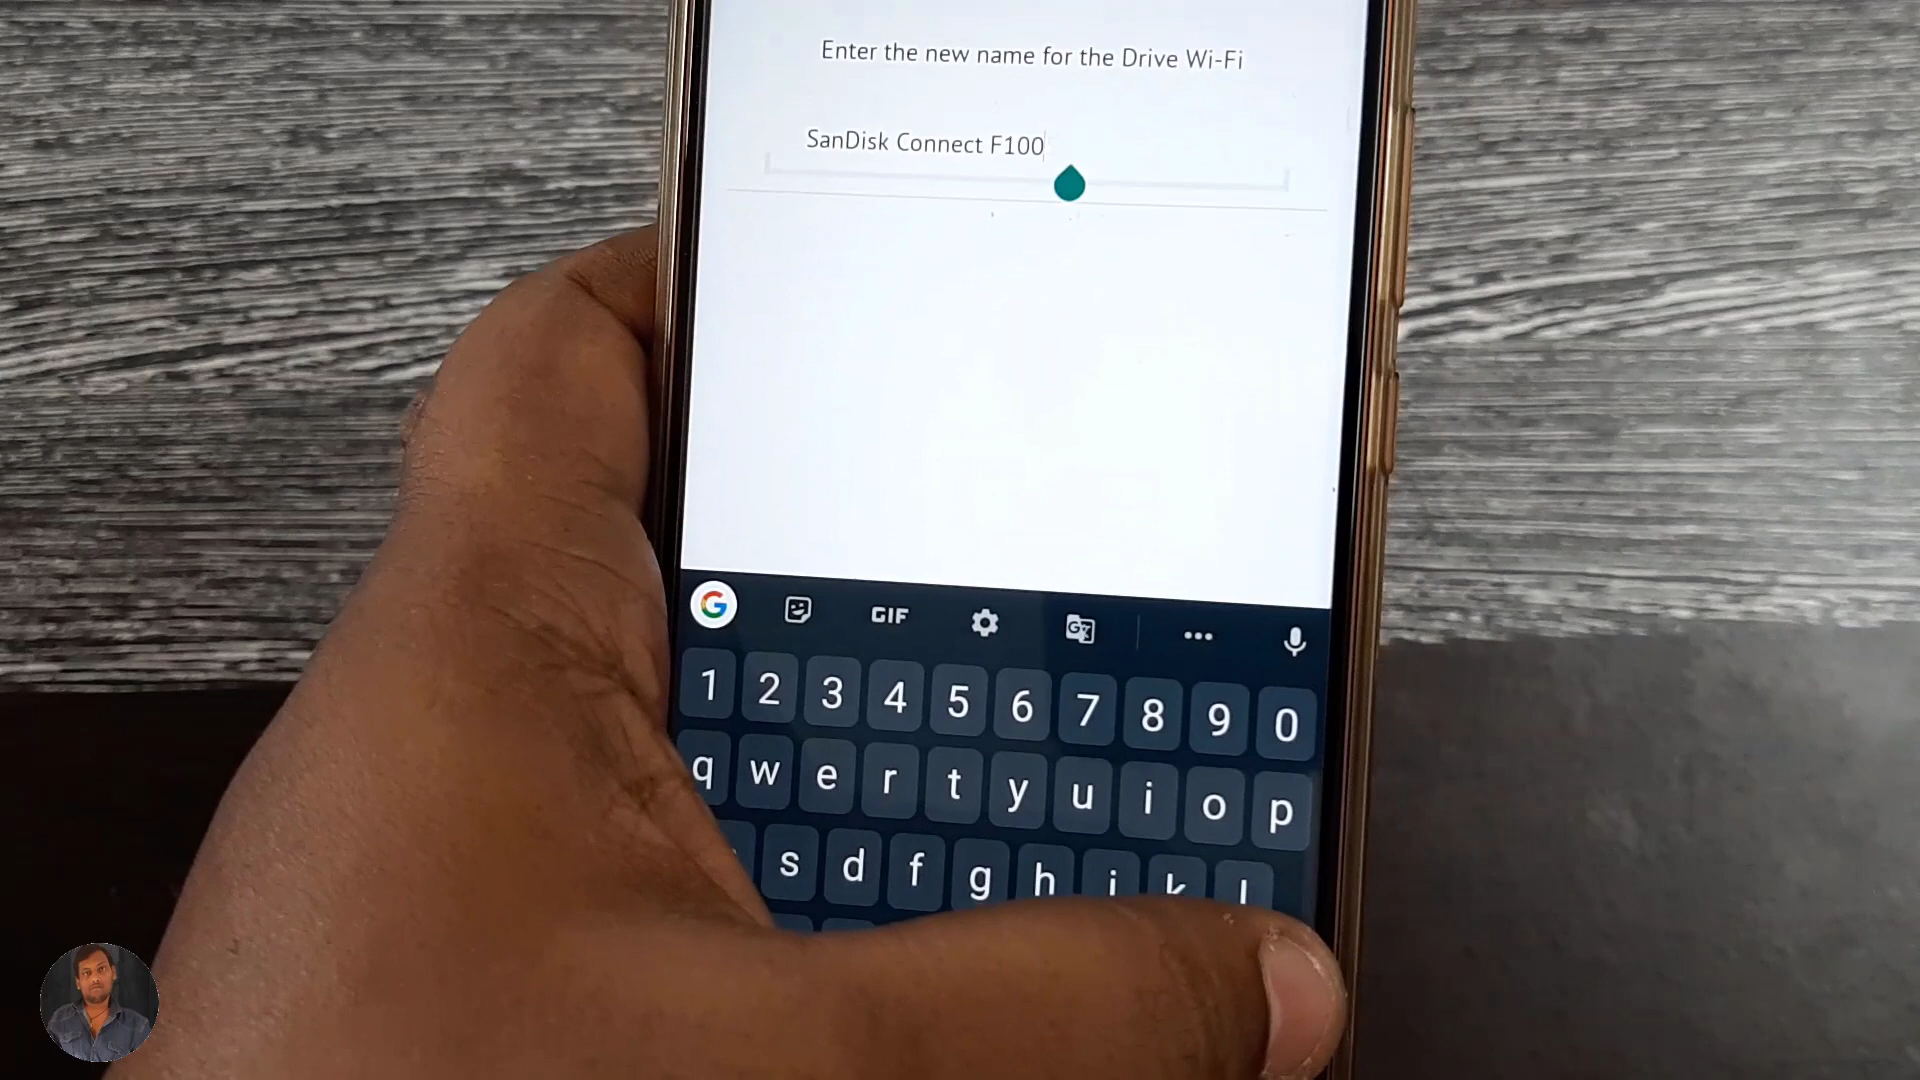 Enter the new name for the Drive Wi-Fi
SanDisk Connect F100
G GIF G
1 2 3 4 5 6 7 8 9 0
q w e r t y u i o p
s d f g h j k l